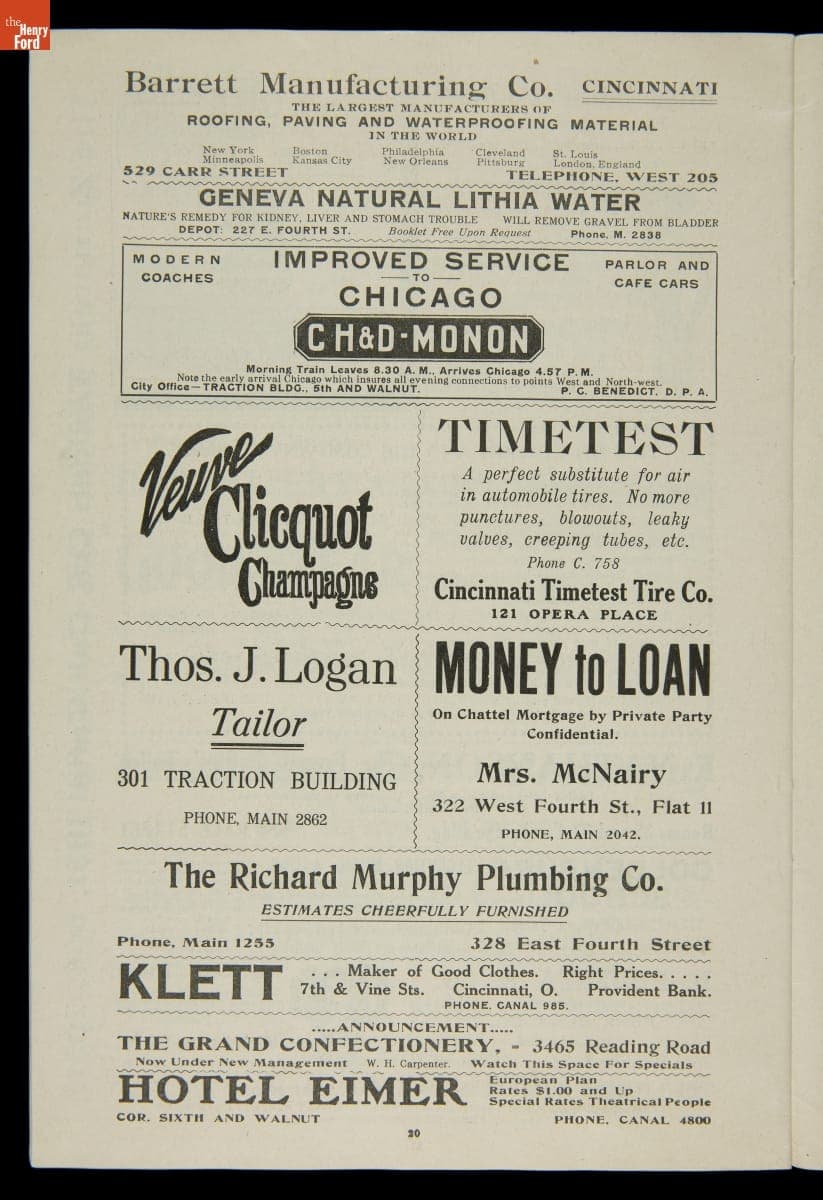 the
Henry
Ford
Barrett Manufacturing Co. CINCINNATI
THE LARGEST MANUFACTURERS OF
ROOFING, PAVING AND WATERPROOFING MATERIAL
IN THE WORLD
New York Boston Philadelphia Cleveland St. Louis
Minneapolis Kansas City New Orleans Pittsburg London, England
529 CARR STREET TELEPHONE, WEST 205
GENEVA NATURAL LITHIA WATER
NATURE'S REMEDY FOR KIDNEY, LIVER AND STOMACH TROUBLE WILL REMOVE GRAVEL FROM BLADDER
DEPOT: 227 E. FOURTH ST. Booklet Free Upon Request Phone, M. 2838
MODERN COACHES
IMPROVED SERVICE
TO
CHICAGO
PARLOR AND
CAFE CARS
CH&D-MONON
Morning Train Leaves 8.30 A. M., Arrives Chicago 4.57 P. M.
Note the early arrival Chicago which insures all evening connections to points West and North-west.
City Office—TRACTION BLDG., 5th AND WALNUT. P. C. BENEDICT, D. P. A.
Veuve
Clicquot
Champagne
TIMETEST
A perfect substitute for air
in automobile tires. No more
punctures, blowouts, leaky
valves, creeping tubes, etc.
Phone C. 758
Cincinnati Timetest Tire Co.
121 OPERA PLACE
Thos. J. Logan
Tailor
301 TRACTION BUILDING
PHONE, MAIN 2862
MONEY to LOAN
On Chattel Mortgage by Private Party
Confidential.
Mrs. McNairy
322 West Fourth St., Flat 11
PHONE, MAIN 2042.
The Richard Murphy Plumbing Co.
ESTIMATES CHEERFULLY FURNISHED
Phone, Main 1255 328 East Fourth Street
KLETT
. . . Maker of Good Clothes. Right Prices. . . . .
7th & Vine Sts. Cincinnati, O. Provident Bank.
PHONE, CANAL 985.
.....ANNOUNCEMENT.....
THE GRAND CONFECTIONERY, - 3465 Reading Road
Now Under New Management W. H. Carpenter. Watch This Space For Specials
HOTEL EIMER
European Plan
Rates $1.00 and Up
Special Rates Theatrical People
COR. SIXTH AND WALNUT PHONE, CANAL 4800
20